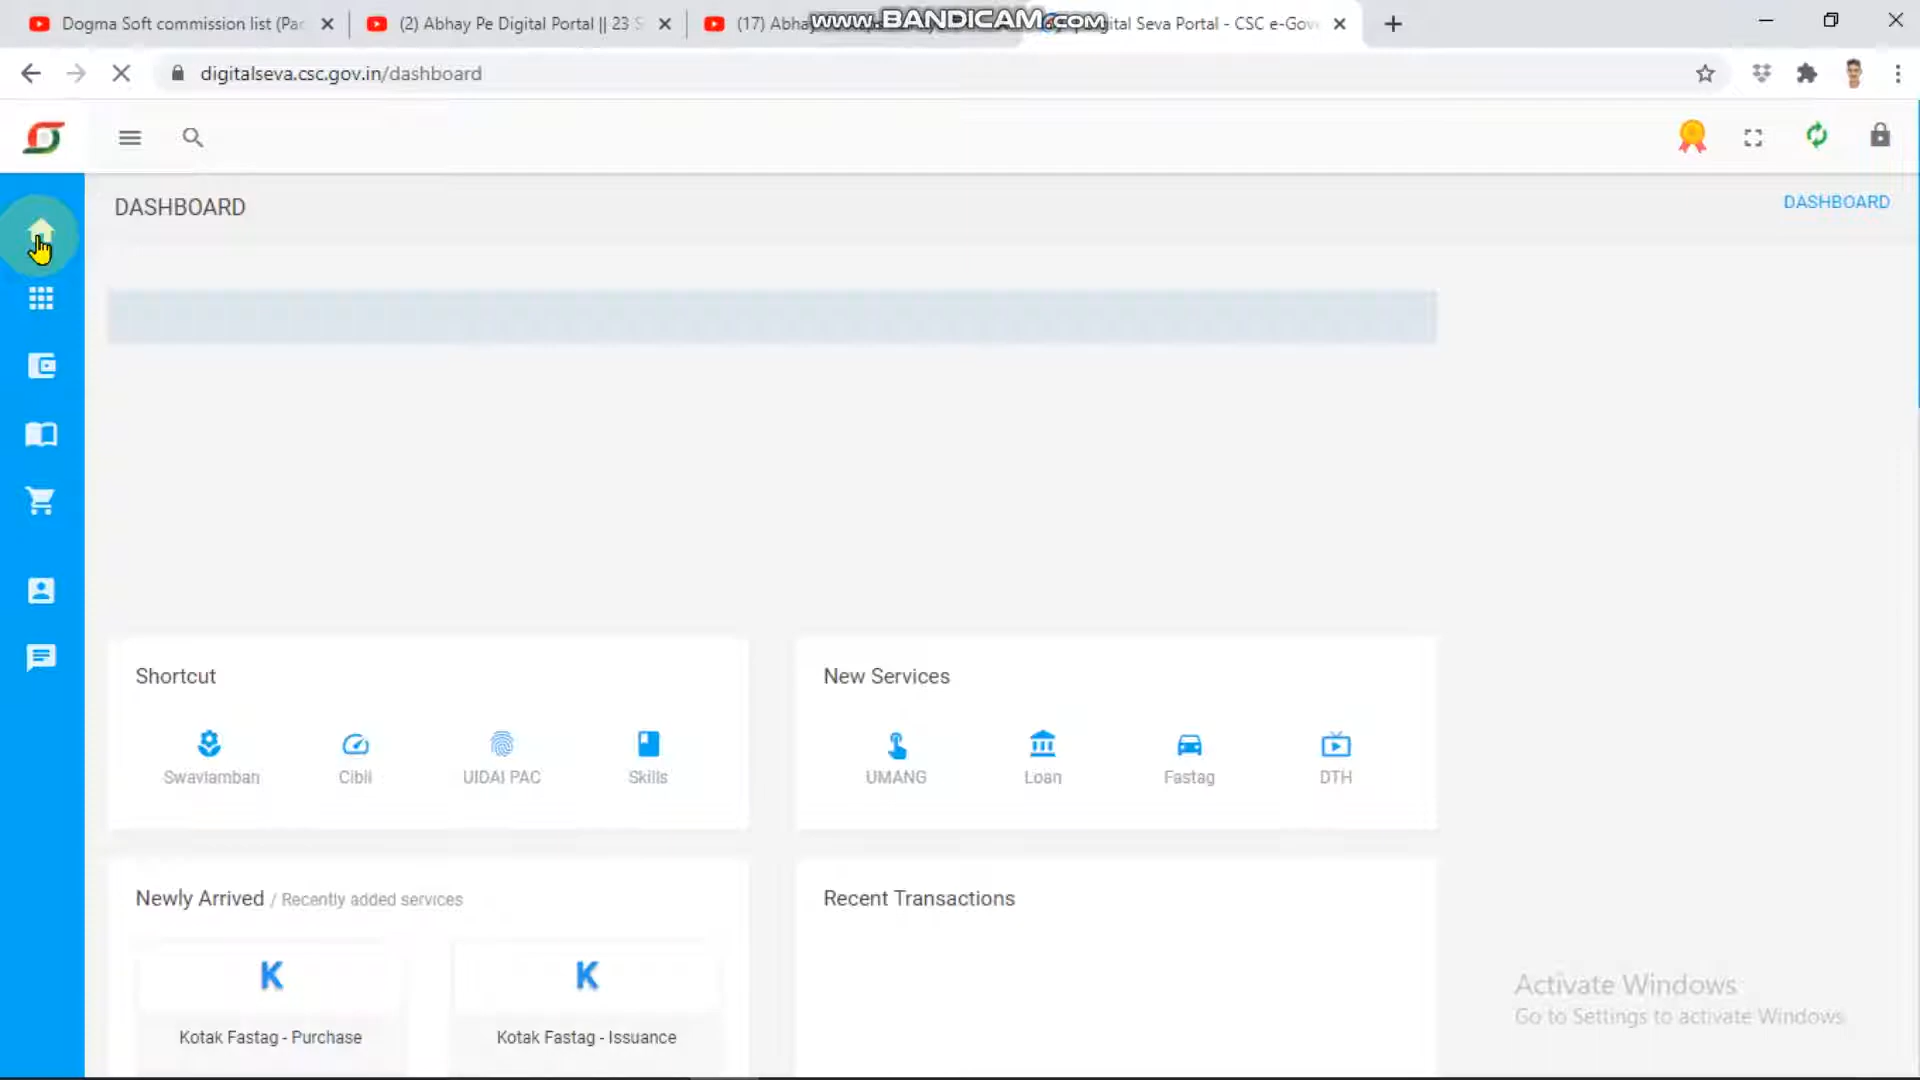 Dogma Soft commission list (Pac
(2) Abhay Pe Digital Portal || 23 S
(17) Abhay
www.BANDICAM.com
Digital Seva Portal - CSC e-Gov
digitalseva.csc.gov.in/dashboard
DASHBOARD
DASHBOARD
Shortcut
New Services
Swavlamban
Cibil
UIDAI PAC
Skills
UMANG
Loan
Fastag
DTH
Newly Arrived / Recently added services
Recent Transactions
K
K
Kotak Fastag - Purchase
Kotak Fastag - Issuance
Activate Windows
Go to Settings to activate Windows.